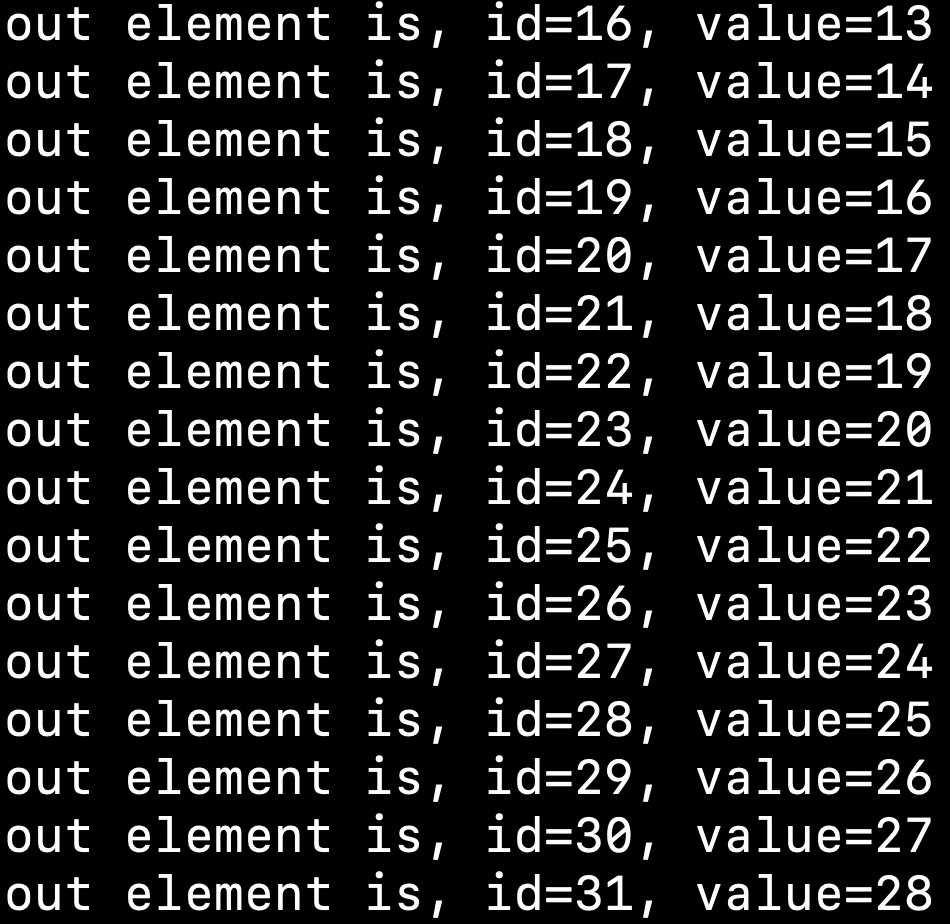 out element is, id=16, value=13
out element is, id=17, value=14
out element is, id=18, value=15
out element is, id=19, value=16
out element is, id=20, value=17
out element is, id=21, value=18
out element is, id=22, value=19
out element is, id=23, value=20
out element is, id=24, value=21
out element is, id=25, value=22
out element is, id=26, value=23
out element is, id=27, value=24
out element is, id=28, value=25
out element is, id=29, value=26
out element is, id=30, value=27
out element is, id=31, value=28